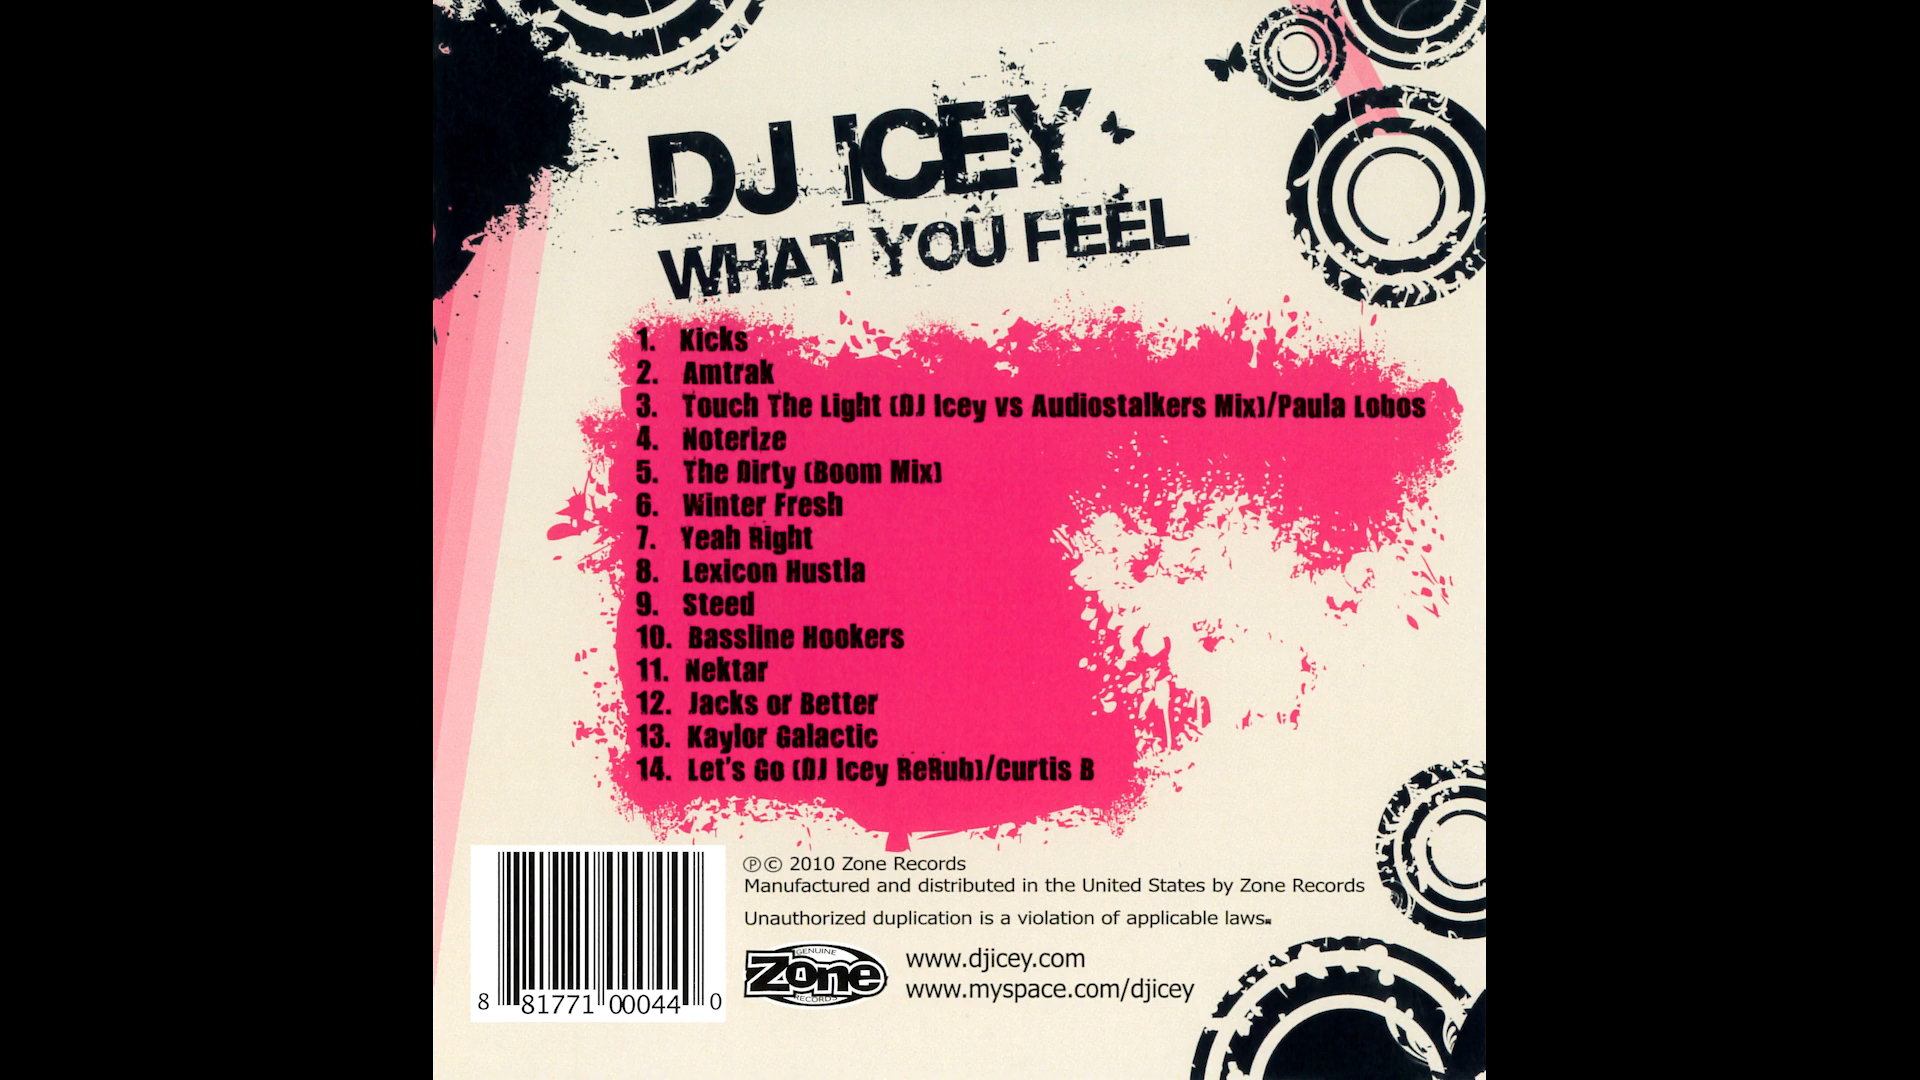 DJ ICEY
WHAT YOU FEEL
1. Kicks
2. Amtrak
3. Touch The Light (DJ Icey vs Audiostalkers Mix)/Paula Lobos
4. Noterize
5. The Dirty (Boom Mix)
6. Winter Fresh
7. Yeah Right
8. Lexicon Hustla
9. Steed
10. Bassline Hookers
11. Nektar
12. Jacks or Better
13. Kaylor Galactic
14. Let's Go (DJ Icey ReRub)/Curtis B
℗© 2010 Zone Records
Manufactured and distributed in the United States by Zone Records
Unauthorized duplication is a violation of applicable laws.
GENUINE
Zone
RECORDS
www.djicey.com
www.myspace.com/djicey
8 81771 00044 0